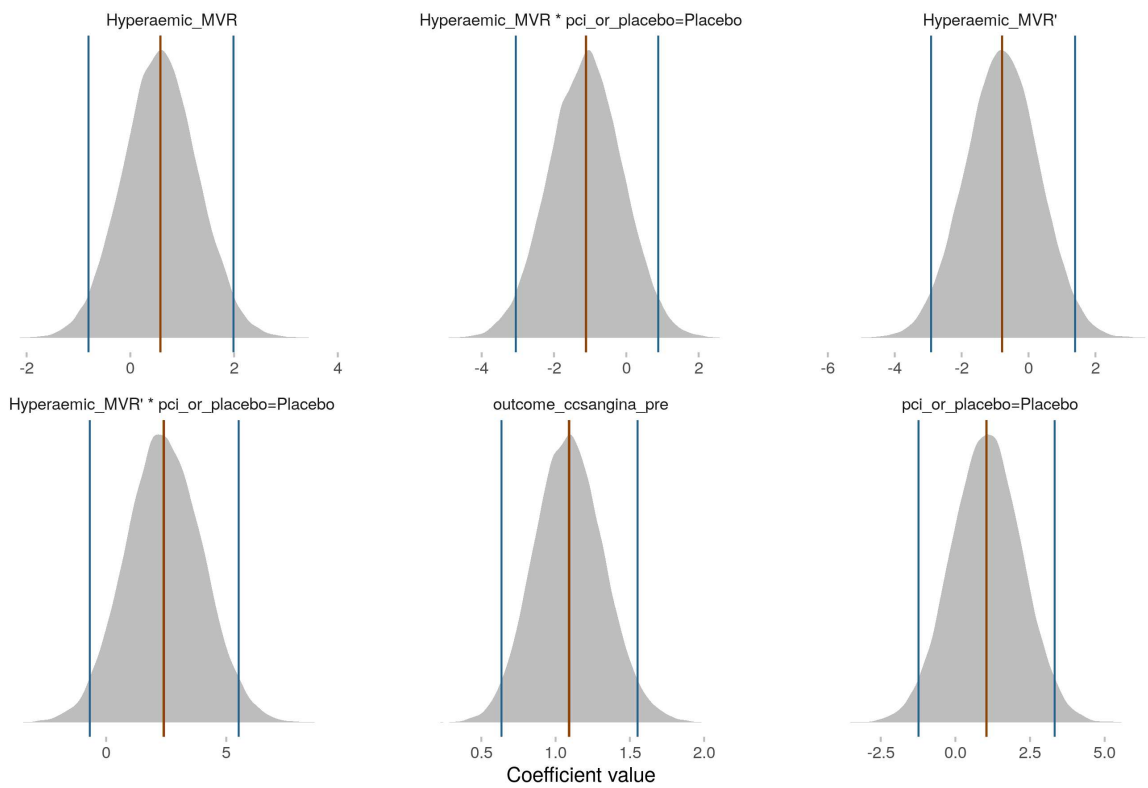 Hyperaemic_MVR
Hyperaemic_MVR * pci_or_placebo=Placebo
Hyperaemic_MVR'
-2 0 2 4
-4 -2 0 2
-6 -4 -2 0 2
Hyperaemic_MVR' * pci_or_placebo=Placebo
outcome_ccsangina_pre
pci_or_placebo=Placebo
0 5
0.5 1.0 1.5 2.0
-2.5 0.0 2.5 5.0
Coefficient value